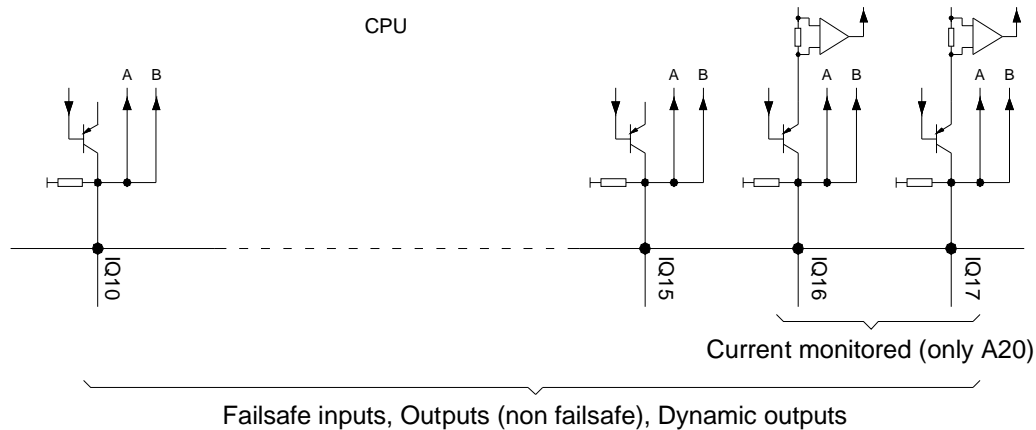 CPU
A B
A B
A B
A B
IQ10
IQ15
IQ16
IQ17
Current monitored (only A20)
Failsafe inputs, Outputs (non failsafe), Dynamic outputs